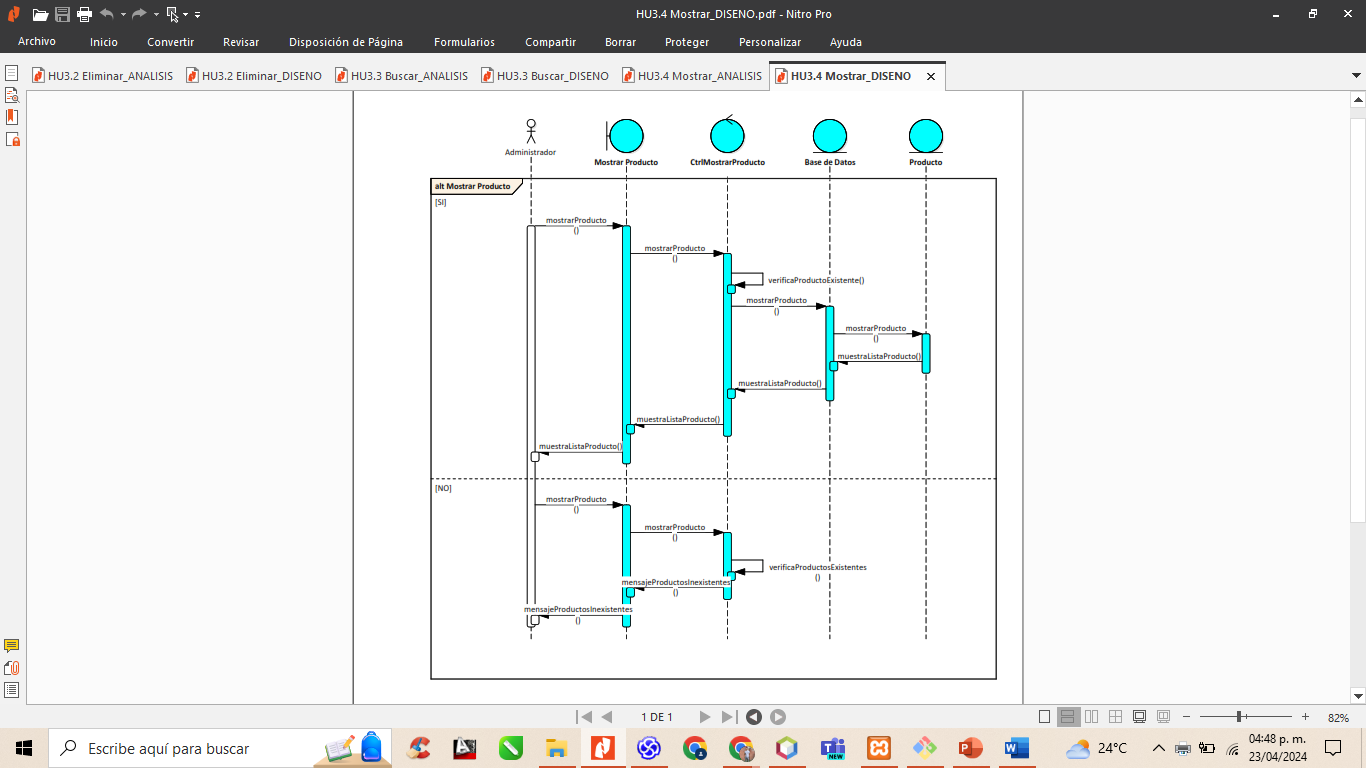 HU3.4 Mostrar_DISENO.pdf - Nitro Pro
Archivo Inicio Convertir Revisar Disposición de Página Formularios Compartir Borrar Proteger Personalizar Ayuda
HU3.2 Eliminar_ANALISIS HU3.2 Eliminar_DISENO HU3.3 Buscar_ANALISIS HU3.3 Buscar_DISENO HU3.4 Mostrar_ANALISIS HU3.4 Mostrar_DISENO
Administrador
Mostrar Producto CtrlMostrarProducto Base de Datos Producto
alt Mostrar Producto
[SI]
mostrarProducto
()
mostrarProducto
()
verificaProductoExistente()
mostrarProducto
()
mostrarProducto
()
muestraListaProducto()
muestraListaProducto()
muestraListaProducto()
muestraListaProducto()
[NO]
mostrarProducto
()
mostrarProducto
()
verificaProductosExistentes
()
mensajeProductosInexistentes
()
mensajeProductosInexistentes
()
1 DE 1
82%
Escribe aquí para buscar
NEW
24°C
04:48 p. m.
23/04/2024